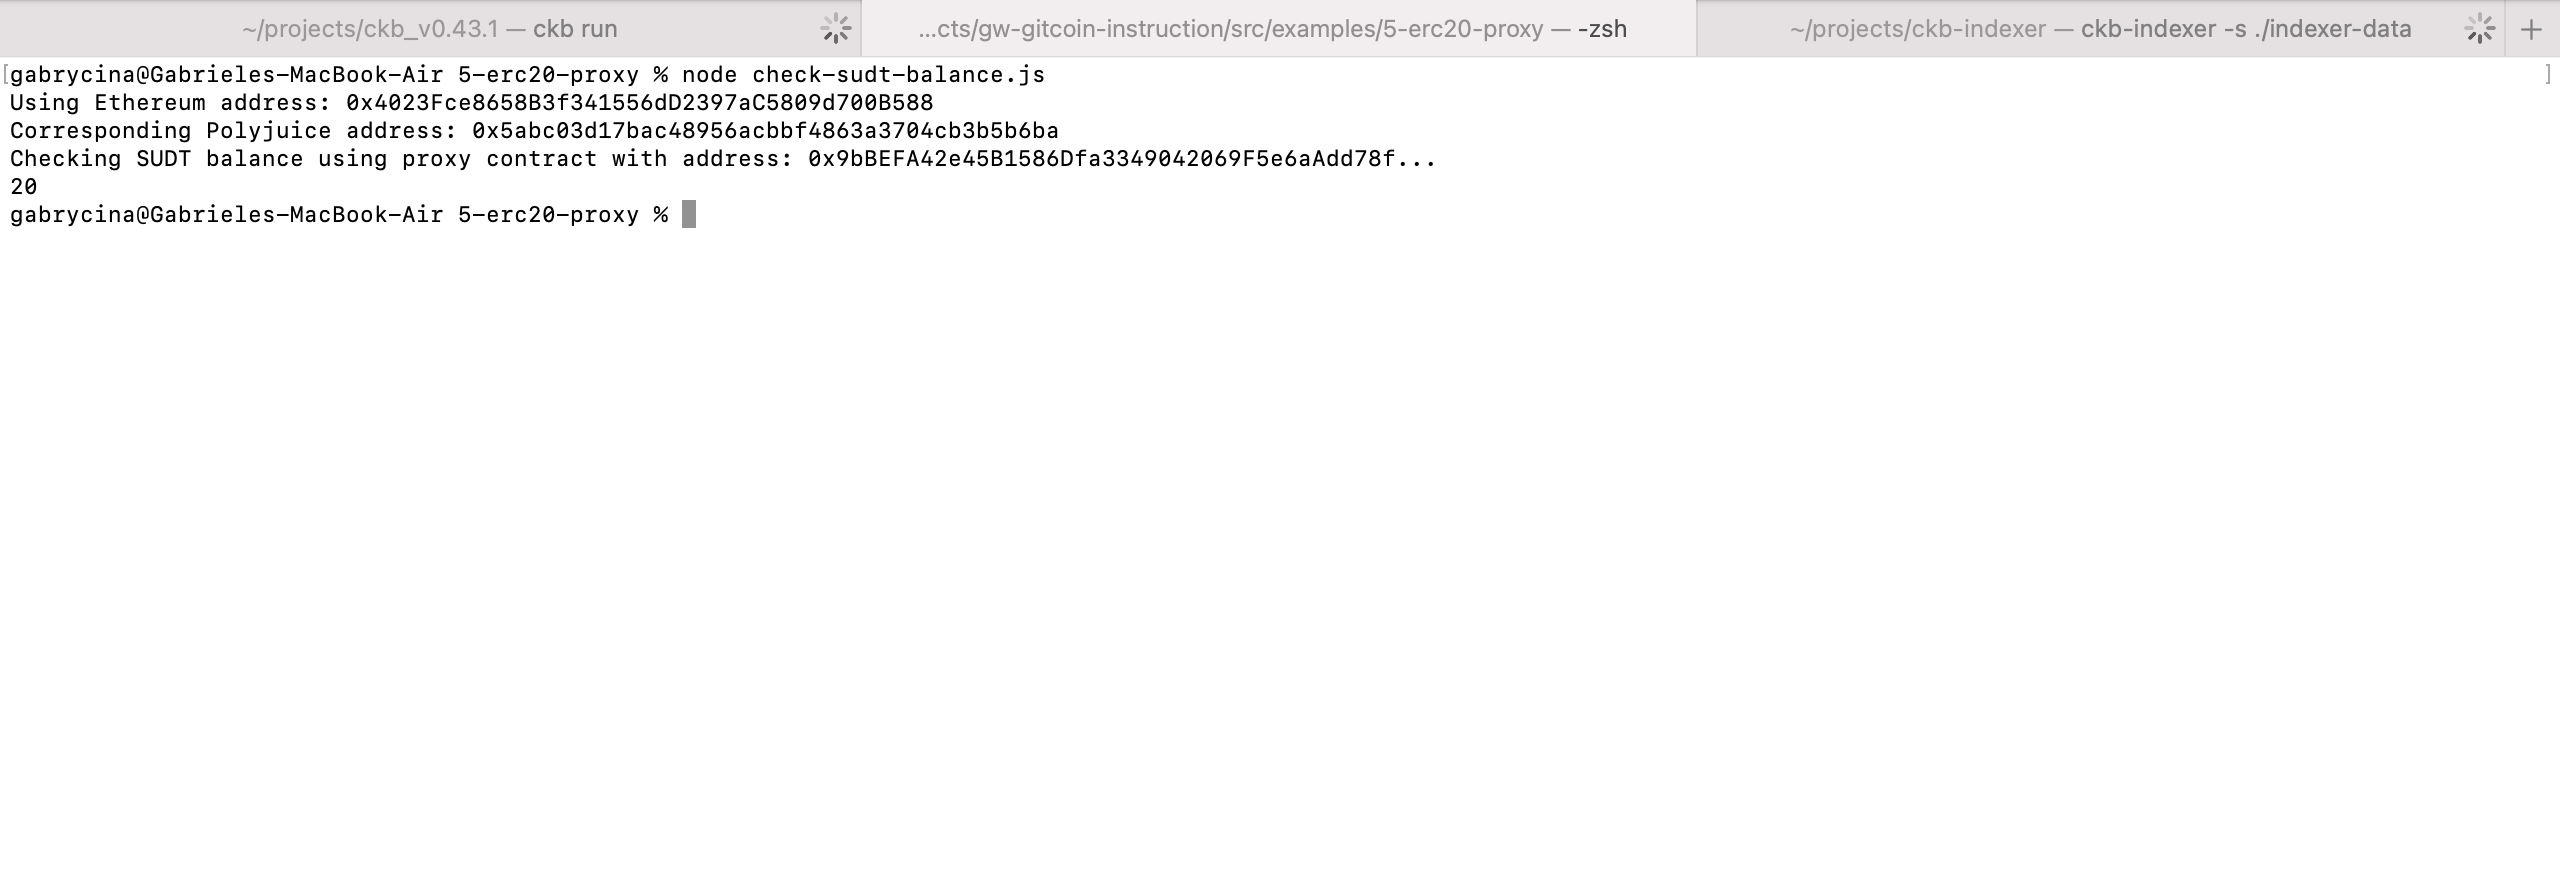 ~/projects/ckb_v0.43.1 — ckb run
...cts/gw-gitcoin-instruction/src/examples/5-erc20-proxy — -zsh
~/projects/ckb-indexer — ckb-indexer -s ./indexer-data
+
[gabrycina@Gabrieles-MacBook-Air 5-erc20-proxy % node check-sudt-balance.js ]
Using Ethereum address: 0x4023Fce8658B3f341556dD2397aC5809d700B588
Corresponding Polyjuice address: 0x5abc03d17bac48956acbbf4863a3704cb3b5b6ba
Checking SUDT balance using proxy contract with address: 0x9bBEFA42e45B1586Dfa3349042069F5e6aAdd78f...
20
gabrycina@Gabrieles-MacBook-Air 5-erc20-proxy %